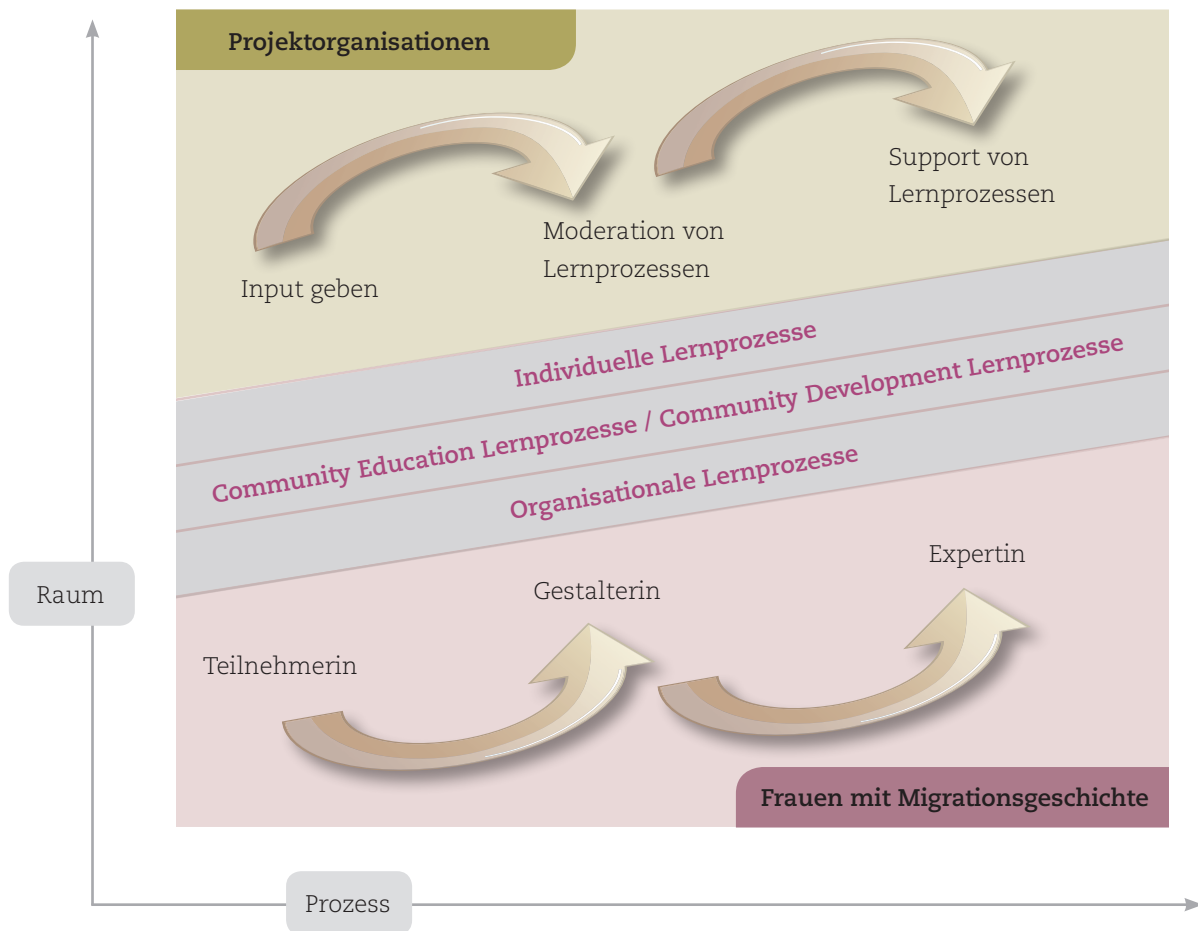 Projektorganisationen
Support von
Lernprozessen
Moderation von
Lernprozessen
Input geben
Individuelle Lernprozesse
Community Education Lernprozesse / Community Development Lernprozesse
Organisationale Lernprozesse
Expertin
Gestalterin
Raum
Teilnehmerin
Frauen mit Migrationsgeschichte
Prozess